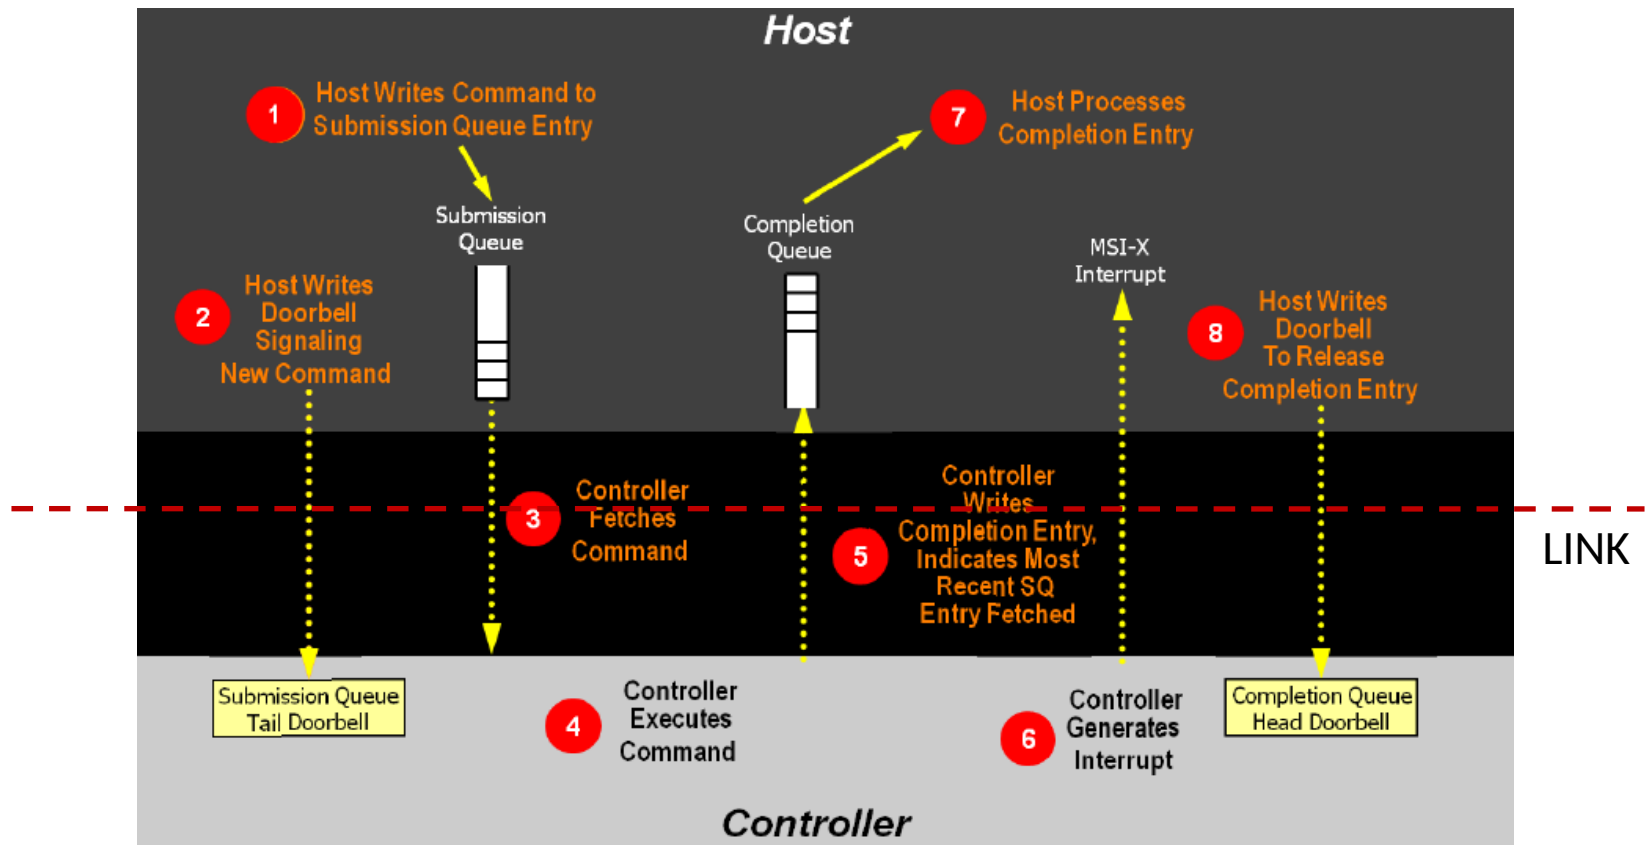 Host
1
Host Writes Command to
Submission Queue Entry
7
Host Processes
Completion Entry
Submission
Queue
Completion
Queue
MSI-X
Interrupt
2
Host Writes
Doorbell
Signaling
New Command
8
Host Writes
Doorbell
To Release
Completion Entry
3
Controller
Fetches
Command
5
Controller
Writes
Completion Entry,
Indicates Most
Recent SQ
Entry Fetched
LINK
Submission Queue
Tail Doorbell
4
Controller
Executes
Command
6
Controller
Generates
Interrupt
Completion Queue
Head Doorbell
Controller